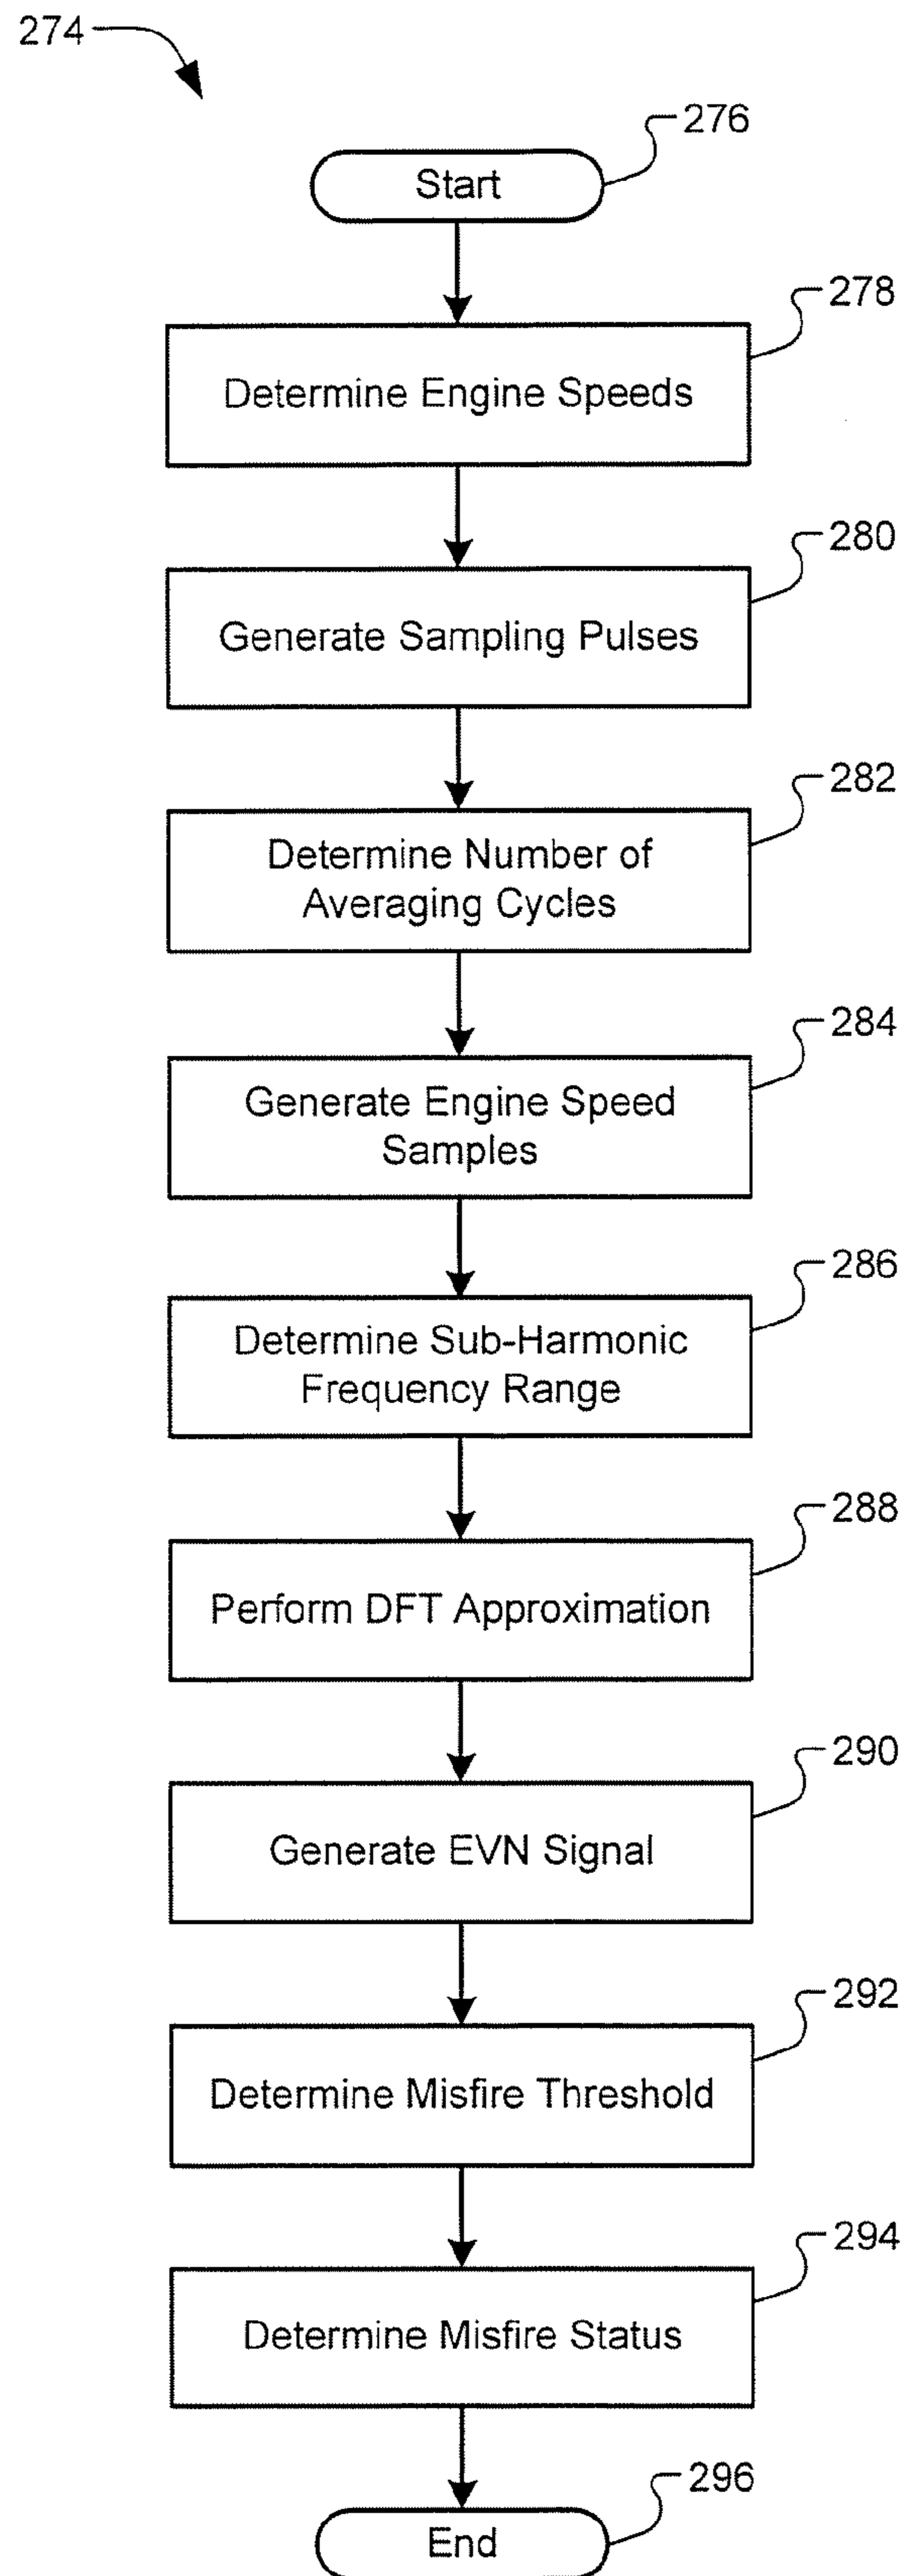 274
276
Start
278
Determine Engine Speeds
280
Generate Sampling Pulses
282
Determine Number of
Averaging Cycles
284
Generate Engine Speed
Samples
286
Determine Sub-Harmonic
Frequency Range
288
Perform DFT Approximation
290
Generate EVN Signal
292
Determine Misfire Threshold
294
Determine Misfire Status
296
End